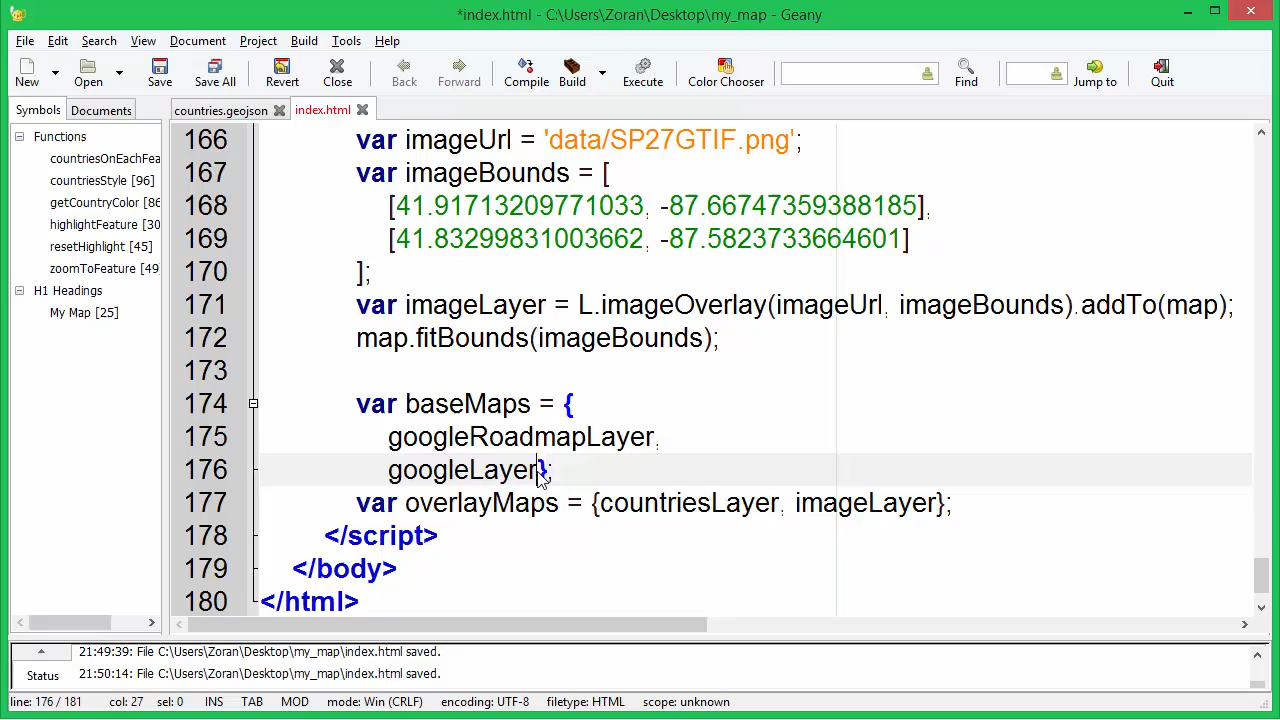 *index.html - C:\Users\Zoran\Desktop\my_map - Geany
File Edit Search View Document Project Build Tools Help
New Open Save Save All Revert Close Back Forward Compile Build Execute Color Chooser Find Jump to Quit
Symbols Documents countries.geojson index.html
Functions
countriesOnEachFea
countriesStyle [96]
getCountryColor [86
highlightFeature [30
resetHighlight [45]
zoomToFeature [49]
H1 Headings
My Map [25]
166 var imageUrl = 'data/SP27GTIF.png';
167 var imageBounds = [
168 [41.91713209771033, -87.66747359388185],
169 [41.83299831003662, -87.5823733664601]
170 ];
171 var imageLayer = L.imageOverlay(imageUrl, imageBounds).addTo(map);
172 map.fitBounds(imageBounds);
173
174 var baseMaps = {
175 googleRoadmapLayer,
176 googleLayer};
177 var overlayMaps = {countriesLayer, imageLayer};
178 </script>
179 </body>
180 </html>
21:49:39: File C:\Users\Zoran\Desktop\my_map\index.html saved.
Status 21:50:14: File C:\Users\Zoran\Desktop\my_map\index.html saved.
line: 176 / 181 col: 27 sel: 0 INS TAB MOD mode: Win (CRLF) encoding: UTF-8 filetype: HTML scope: unknown